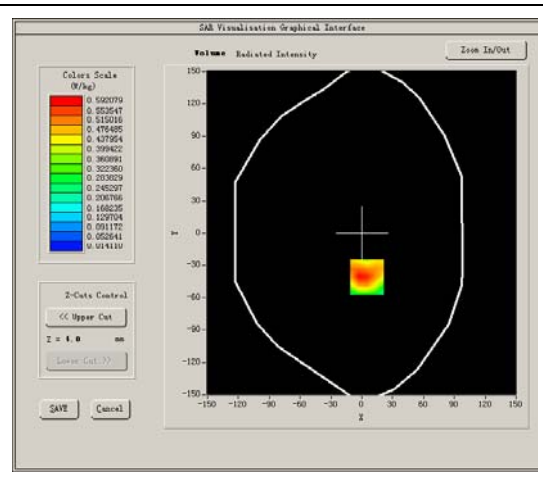 SAR Visualisation Graphical Interface
Volume Radiated Intensity
Zoom In/Out
Colors Scale
(W/kg)
0.592079
0.553547
0.515016
0.476485
0.437954
0.399422
0.360891
0.322360
0.283829
0.245297
0.206766
0.168235
0.129704
0.091172
0.052641
0.014110
Z-Cuts Control
<< Upper Cut
Z = 4.0 mm
Lower Cut >>
SAVE
Cancel
150
90
60
30
0
-30
-60
-90
-120
-150
Y
-150 -120 -90 -60 -30 0 30 60 90 120 150
X